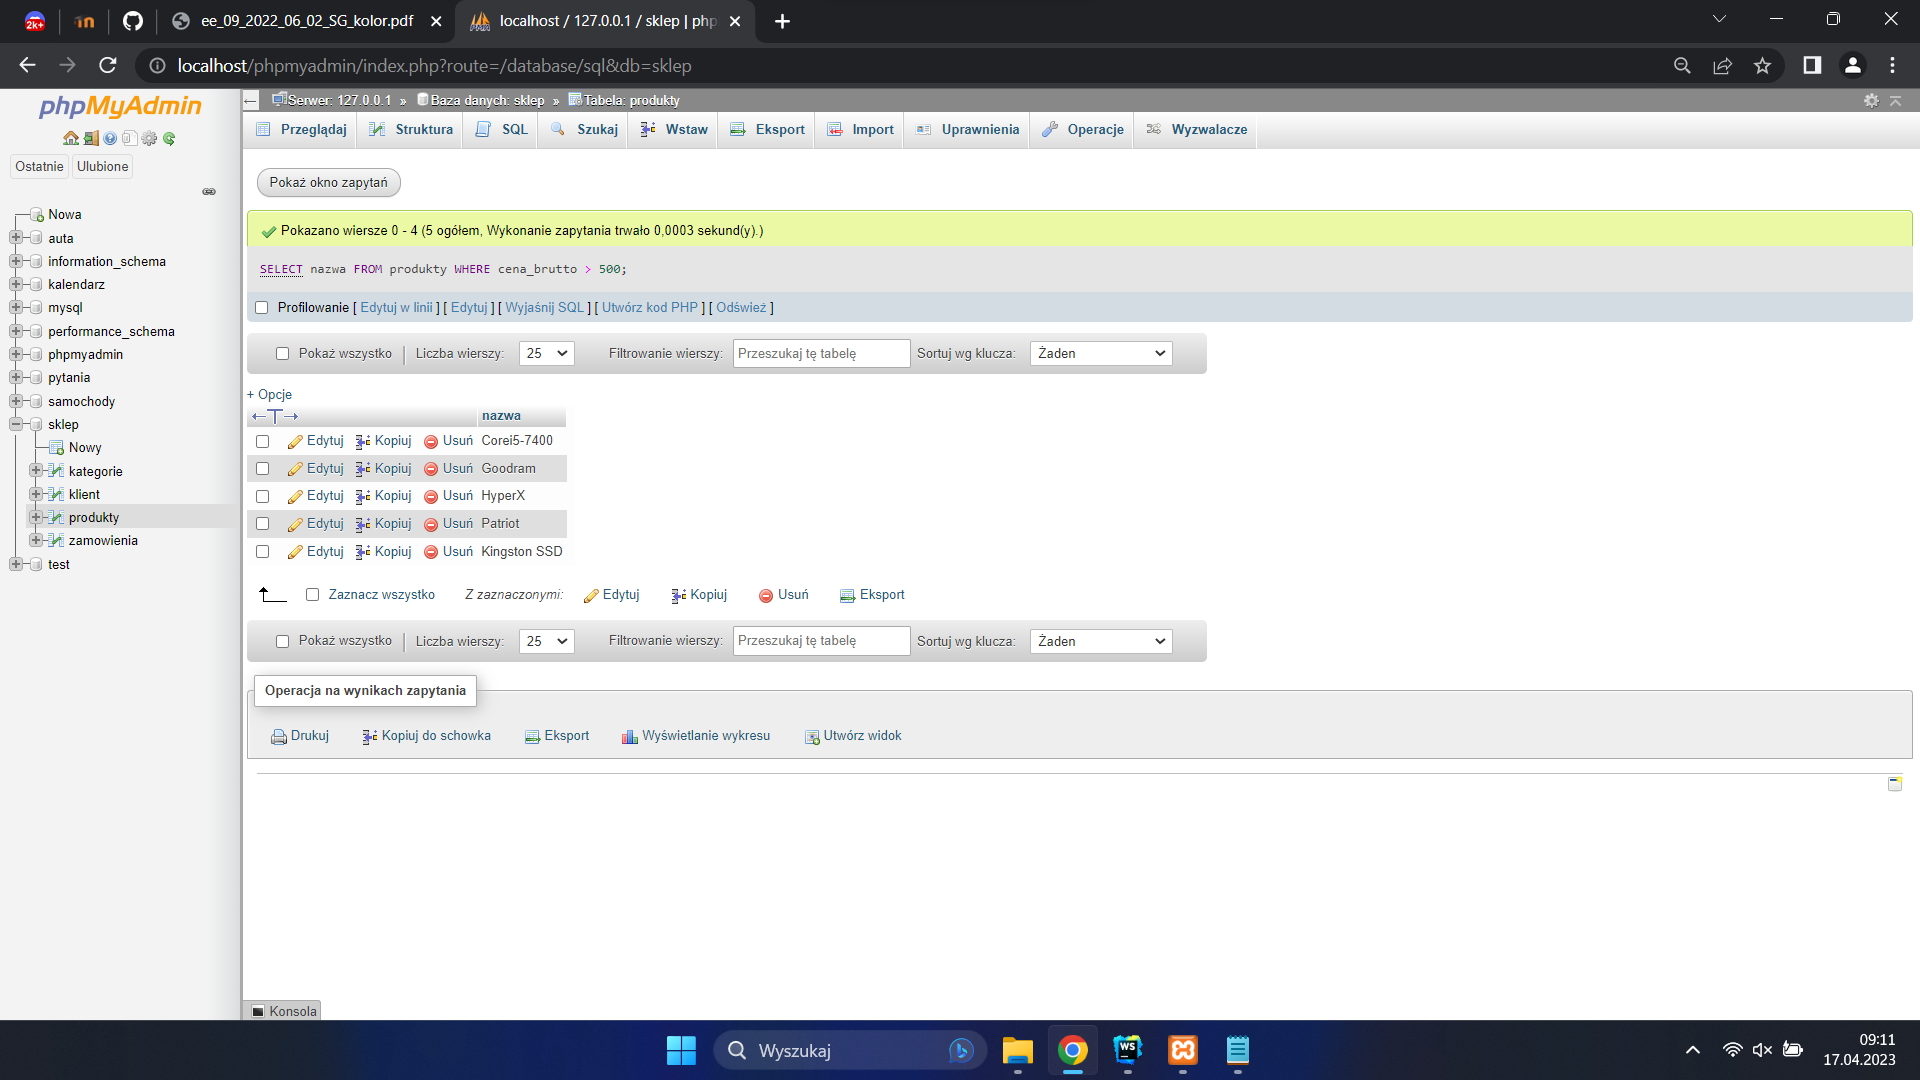 2k+
ee_09_2022_06_02_SG_kolor.pdf
localhost / 127.0.0.1 / sklep | php
localhost/phpmyadmin/index.php?route=/database/sql&db=sklep
phpMyAdmin
Ostatnie Ulubione
Nowa
auta
information_schema
kalendarz
mysql
performance_schema
phpmyadmin
pytania
samochody
sklep
Nowy
kategorie
klient
produkty
zamowienia
test
Serwer: 127.0.0.1 » Baza danych: sklep » Tabela: produkty
Przeglądaj Struktura SQL Szukaj Wstaw Eksport Import Uprawnienia Operacje Wyzwalacze
Pokaż okno zapytań
Pokazano wiersze 0 - 4 (5 ogółem, Wykonanie zapytania trwało 0,0003 sekund(y).)
SELECT nazwa FROM produkty WHERE cena_brutto > 500;
Profilowanie [ Edytuj w linii ] [ Edytuj ] [ Wyjaśnij SQL ] [ Utwórz kod PHP ] [ Odśwież ]
Pokaż wszystko | Liczba wierszy: 25 Filtrowanie wierszy: Przeszukaj tę tabelę Sortuj wg klucza: Żaden
+ Opcje
←T→ nazwa
Edytuj Kopiuj Usuń Corei5-7400
Edytuj Kopiuj Usuń Goodram
Edytuj Kopiuj Usuń HyperX
Edytuj Kopiuj Usuń Patriot
Edytuj Kopiuj Usuń Kingston SSD
Zaznacz wszystko Z zaznaczonymi: Edytuj Kopiuj Usuń Eksport
Pokaż wszystko | Liczba wierszy: 25 Filtrowanie wierszy: Przeszukaj tę tabelę Sortuj wg klucza: Żaden
Operacja na wynikach zapytania
Drukuj Kopiuj do schowka Eksport Wyświetlanie wykresu Utwórz widok
Konsola
Wyszukaj
WS
09:11
17.04.2023